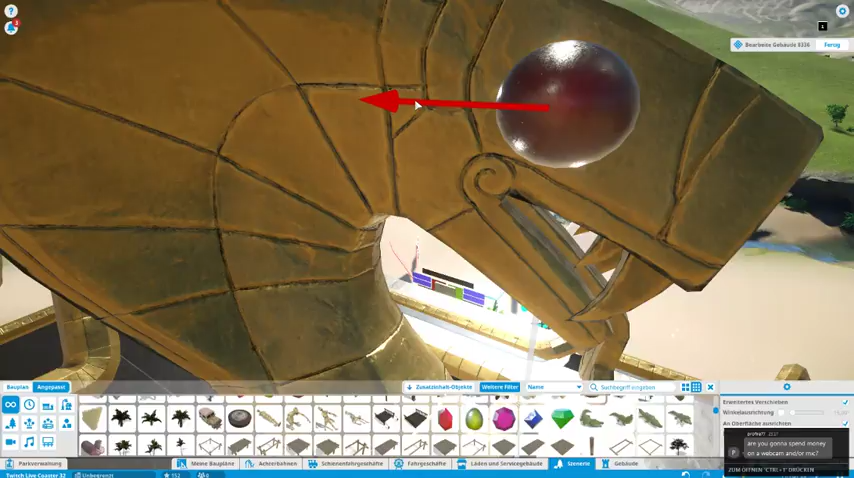 Bearbeite Gebäude 8336
Fertig
Bauplan
Angepasst
Zusatzinhalt-Objekte
Weitere Filter
Name
Suchbegriff eingeben
Erweitertes Verschieben
Winkelausrichtung
An Oberfläche ausrichten
are you gonna spend money
on a webcam and/or mic?
ZUM ÖFFNEN "CTRL + T" DRÜCKEN
Parkverwaltung
Meine Baupläne
Achterbahnen
Schienenfahrgeschäfte
Fahrgeschäfte
Läden und Servicegebäude
Szenerie
Gebäude
Twitch Live Coaster 32
Unbegrenzt
152